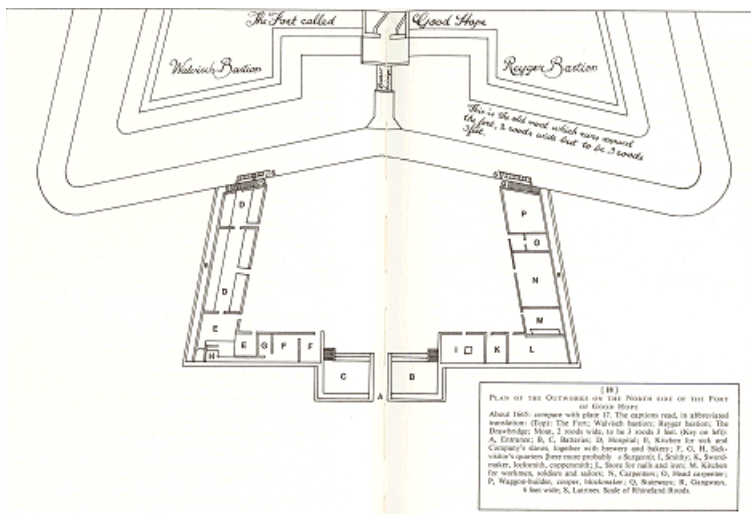 The Fort called
Good Hope
Walvisch Bastion
Reyger Bastion
This is the old moat which runs around
the fort, 2 roods wide but to be 3 roods
3 feet.
D
D
E
E
G
F
F
H
C
A
B
I
K
L
M
N
O
P
[18]
PLAN OF THE OUTWORKS ON THE NORTH SIDE OF THE FORT
OF GOOD HOPE
About 1665: compare with plate 17. The captions read, in abbreviated
translation: (Top): The Fort; Walvisch bastion; Reyger bastion; The
Drawbridge; Moat, 2 roods wide, to be 3 roods 3 feet. (Key on left):
A, Entrance; B, C, Batteries; D, Hospital; E, Kitchen for sick and
Company's slaves, together with brewery and bakery; F, G, H, Sick-
visitor's quarters [here more probably a Surgeon]; I, Smithy; K, Sword-
maker, locksmith, coppersmith; L, Store for nails and iron; M, Kitchen
for workmen, soldiers and sailors; N, Carpenters; O, Head carpenter;
P, Waggon-builder, cooper, blockmaker; Q, Stairways; R, Gangways,
6 feet wide; S, Latrines. Scale of Rhineland Roods.